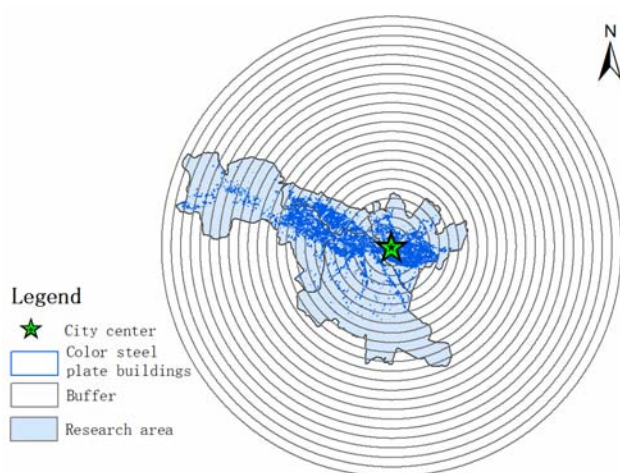 N
Legend
City center
Color steel
plate buildings
Buffer
Research area